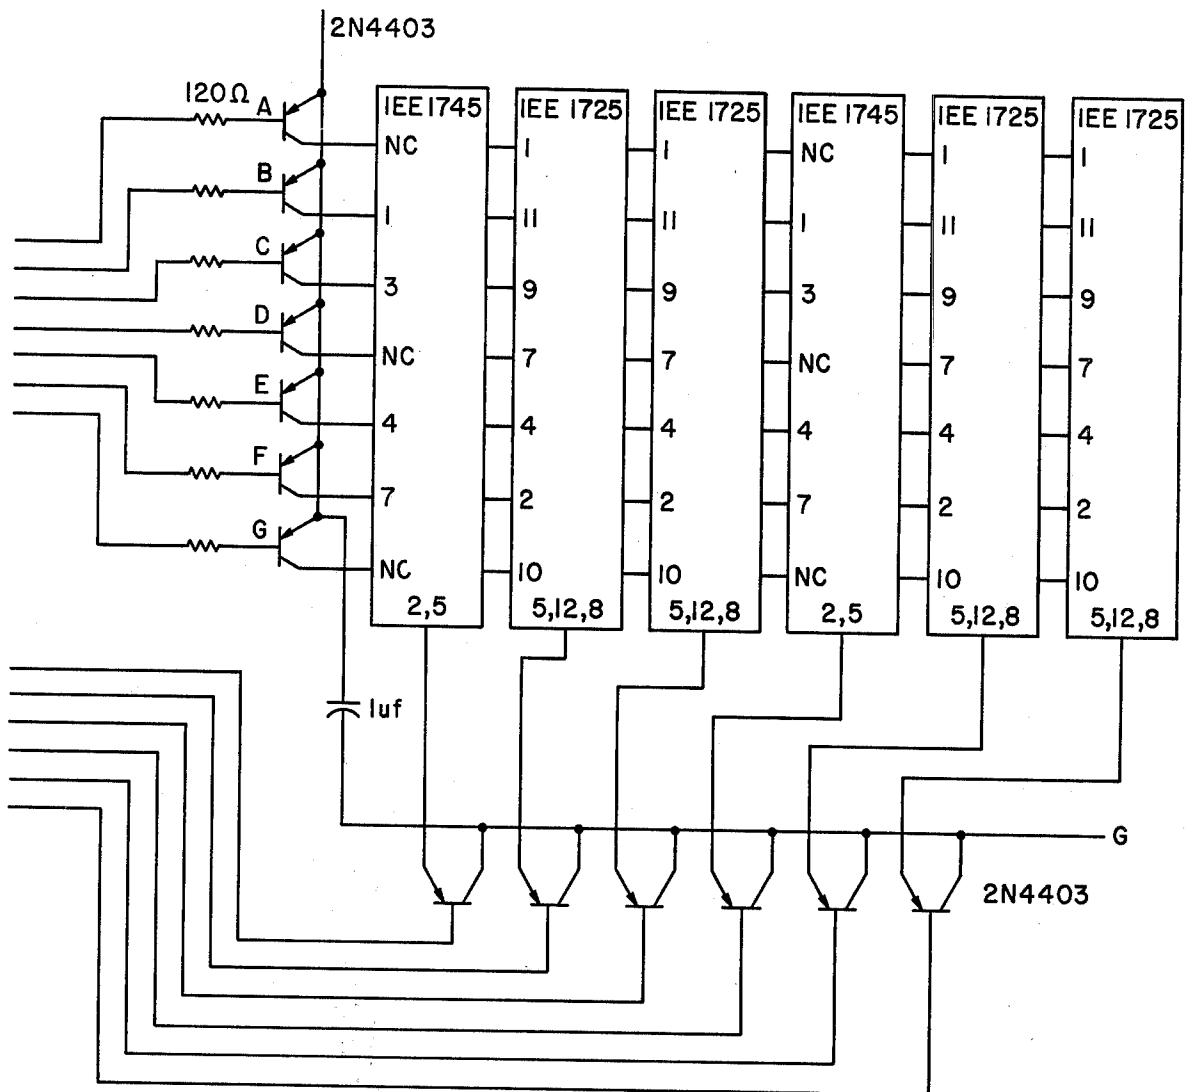 2N4403
120Ω A
IEE 1745 IEE 1725 IEE 1725 IEE 1745 IEE 1725 IEE 1725
NC 1 1 NC 1 1
B
1 11 11 1 11 11
C
3 9 9 3 9 9
D
NC 7 7 NC 7 7
E
4 4 4 4 4 4
F
7 2 2 7 2 2
G
NC 10 10 NC 10 10
2,5 5,12,8 5,12,8 2,5 5,12,8 5,12,8
1uf
G
2N4403